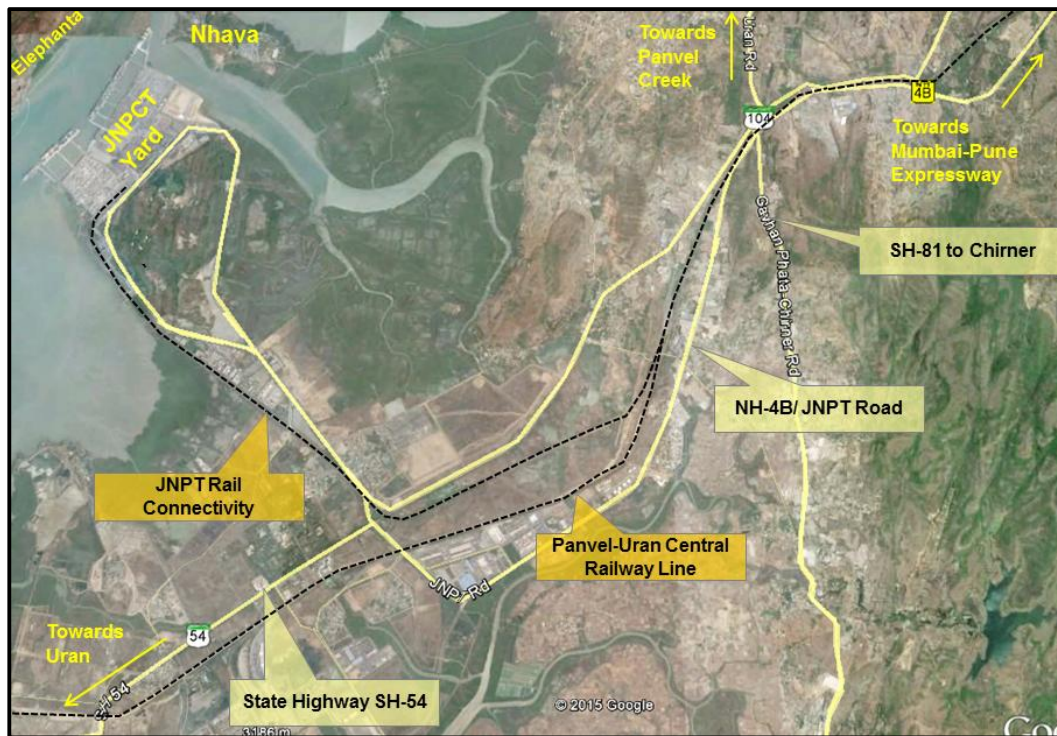 Elephanta
Nhava
JNPCT
Yard
Towards
Panvel
Creek
Uran Rd
104
4B
Towards
Mumbai-Pune
Expressway
SH-81 to Chirner
Gavhan Phata-Chirner Rd
NH-4B/ JNPT Road
JNPT Rail
Connectivity
Panvel-Uran Central
Railway Line
JNPT Rd
Towards
Uran
54
SH 54
State Highway SH-54
© 2015 Google
3186 m